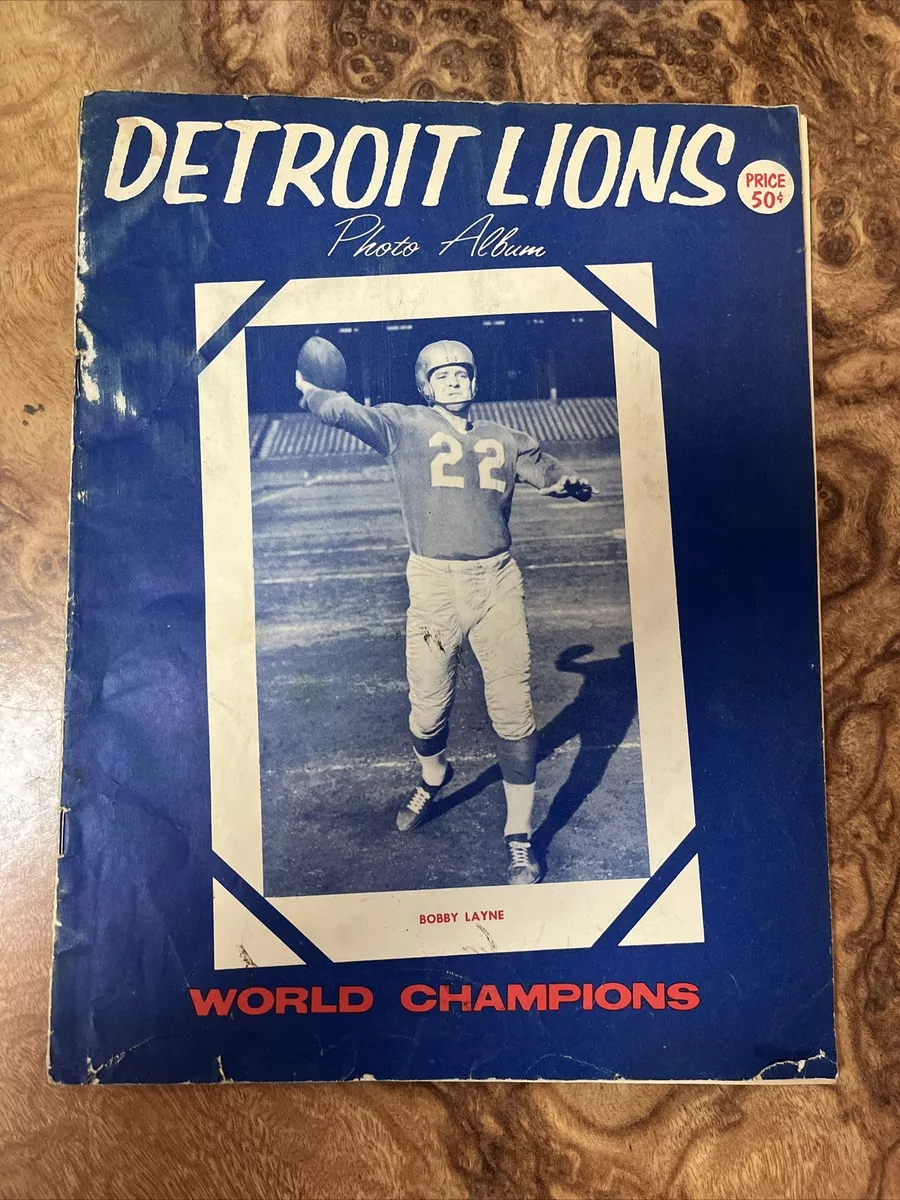 DETROIT LIONS
PRICE
50¢
Photo Album
22
BOBBY LAYNE
WORLD CHAMPIONS